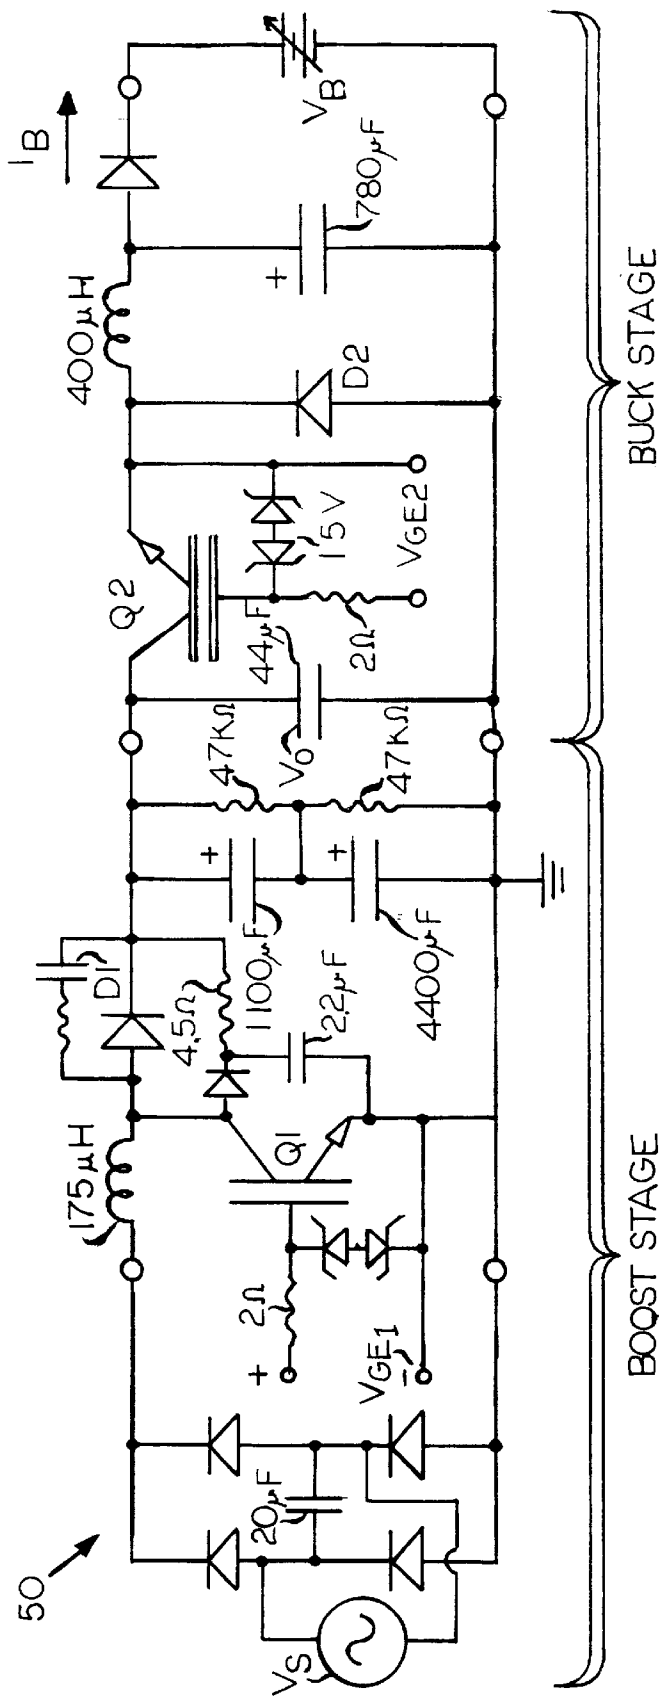 50
VS
20μF
+
2Ω
VGE1
-
175μH
Q1
4.5Ω
D1
2.2μF
1100μF
+
4400μF
+
47KΩ
47KΩ
VO
44μF
Q2
2Ω
15V
VGE2
D2
400μH
+
780μF
IB
VB
BOOST STAGE
BUCK STAGE